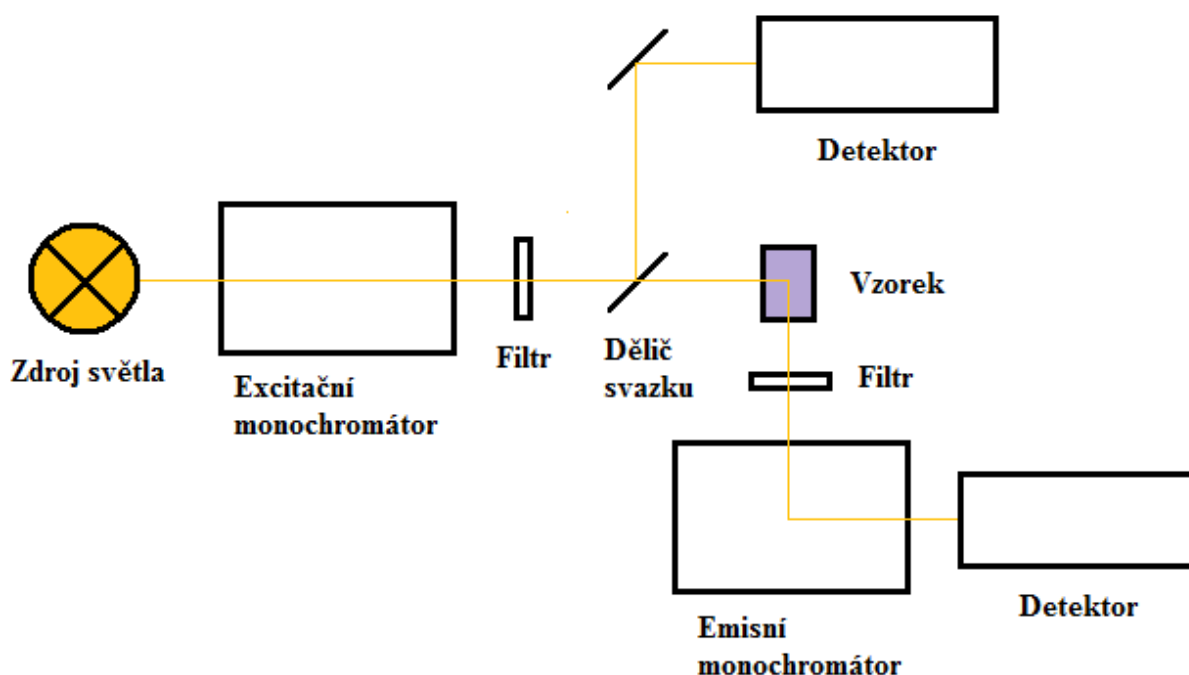 Detektor
Zdroj světla
Excitační
monochromátor
Filtr
Dělič
svazku
Vzorek
Filtr
Emisní
monochromátor
Detektor